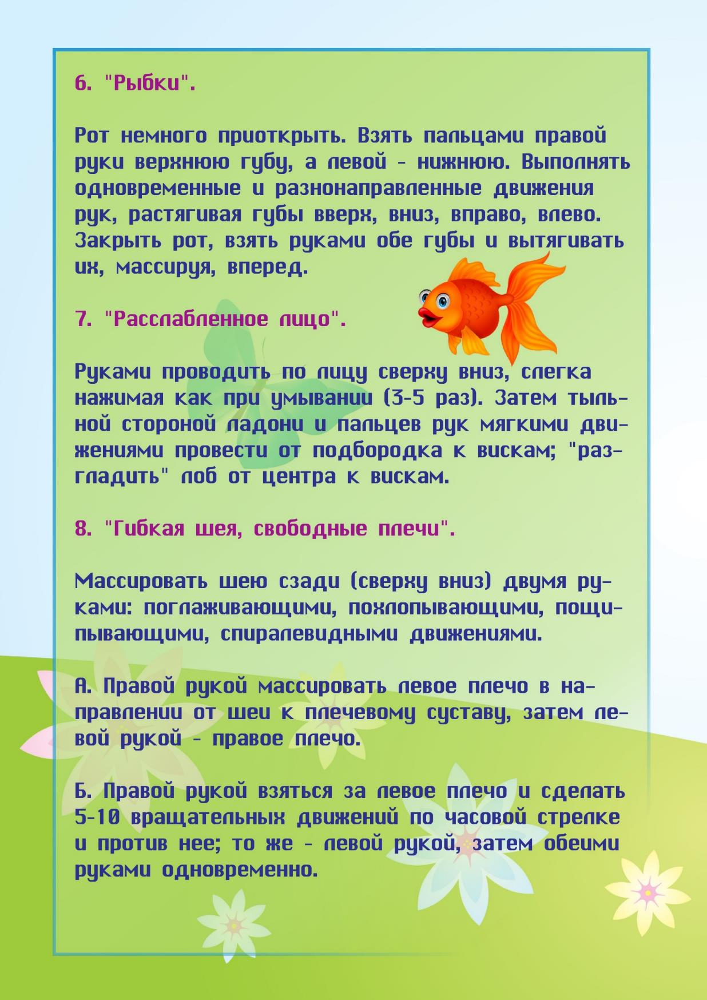 6. "Рыбки".
Рот немного приоткрыть. Взять пальцами правой
руки верхнюю губу, а левой - нижнюю. Выполнять
одновременные и разнонаправленные движения
рук, растягивая губы вверх, вниз, вправо, влево.
Закрыть рот, взять руками обе губы и вытягивать
их, массируя, вперед.
7. "Расслабленное лицо".
Руками проводить по лицу сверху вниз, слегка
нажимая как при умывании (3-5 раз). Затем тыль-
ной стороной ладони и пальцев рук мягкими дви-
жениями провести от подбородка к вискам; "раз-
гладить" лоб от центра к вискам.
8. "Гибкая шея, свободные плечи".
Массировать шею сзади (сверху вниз) двумя ру-
ками: поглаживающими, похлопывающими, пощи-
пывающими, спиралевидными движениями.
А. Правой рукой массировать левое плечо в на-
правлении от шеи к плечевому суставу, затем ле-
вой рукой - правое плечо.
Б. Правой рукой взяться за левое плечо и сделать
5-10 вращательных движений по часовой стрелке
и против нее; то же - левой рукой, затем обеими
руками одновременно.